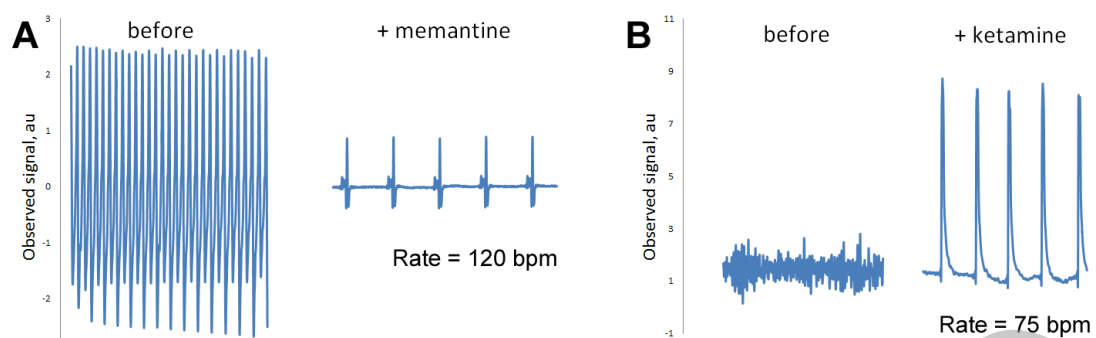 A
before
+ memantine
Observed signal, au
3
2
1
0
-1
-2
Rate = 120 bpm
B
before
+ ketamine
Observed signal, au
11
9
7
5
3
1
-1
Rate = 75 bpm